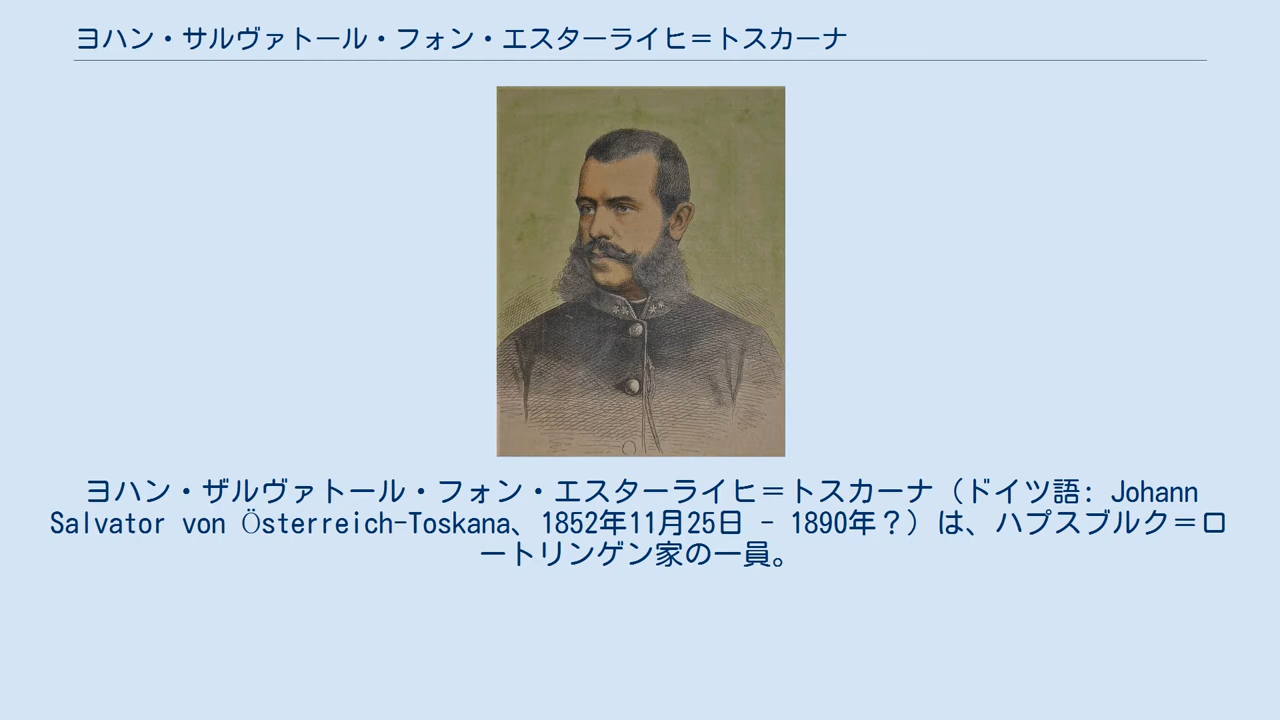 ヨハン・サルヴァトール・フォン・エスターライヒ＝トスカーナ
ヨハン・ザルヴァトール・フォン・エスターライヒ＝トスカーナ（ドイツ語: Johann
Salvator von Österreich-Toskana、1852年11月25日 - 1890年？）は、ハプスブルク＝ロ
ートリンゲン家の一員。